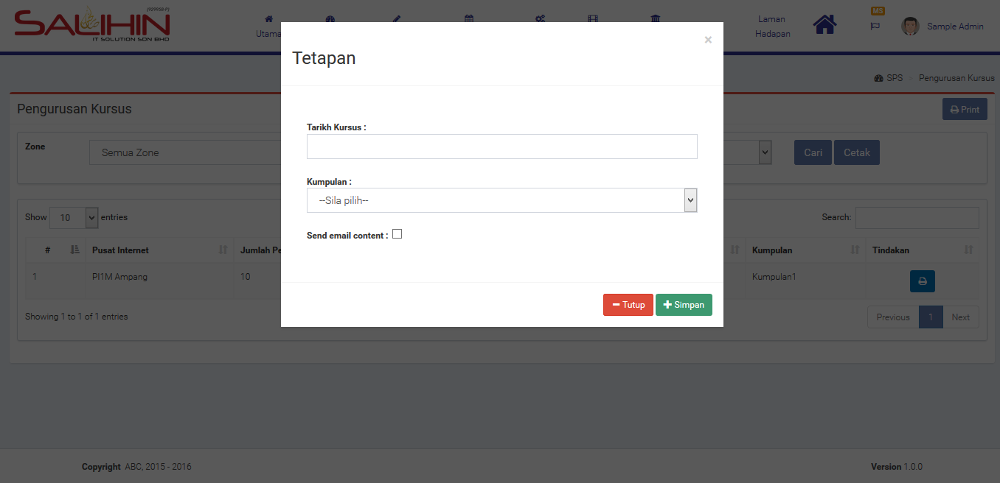 (929958-P)
SALIHIN
IT SOLUTION SDN BHD
Utama
Laman
Hadapan
MS
Sample Admin
×
Tetapan
SPS > Pengurusan Kursus
Pengurusan Kursus
Print
Tarikh Kursus :
Zone
Semua Zone
Cari
Cetak
Kumpulan :
--Sila pilih--
Show 10 entries
Search:
Send email content :
# Pusat Internet Jumlah Pe Kumpulan Tindakan
1 PI1M Ampang 10 Kumpulan1
Tutup Simpan
Showing 1 to 1 of 1 entries
Previous 1 Next
Copyright ABC, 2015 - 2016
Version 1.0.0